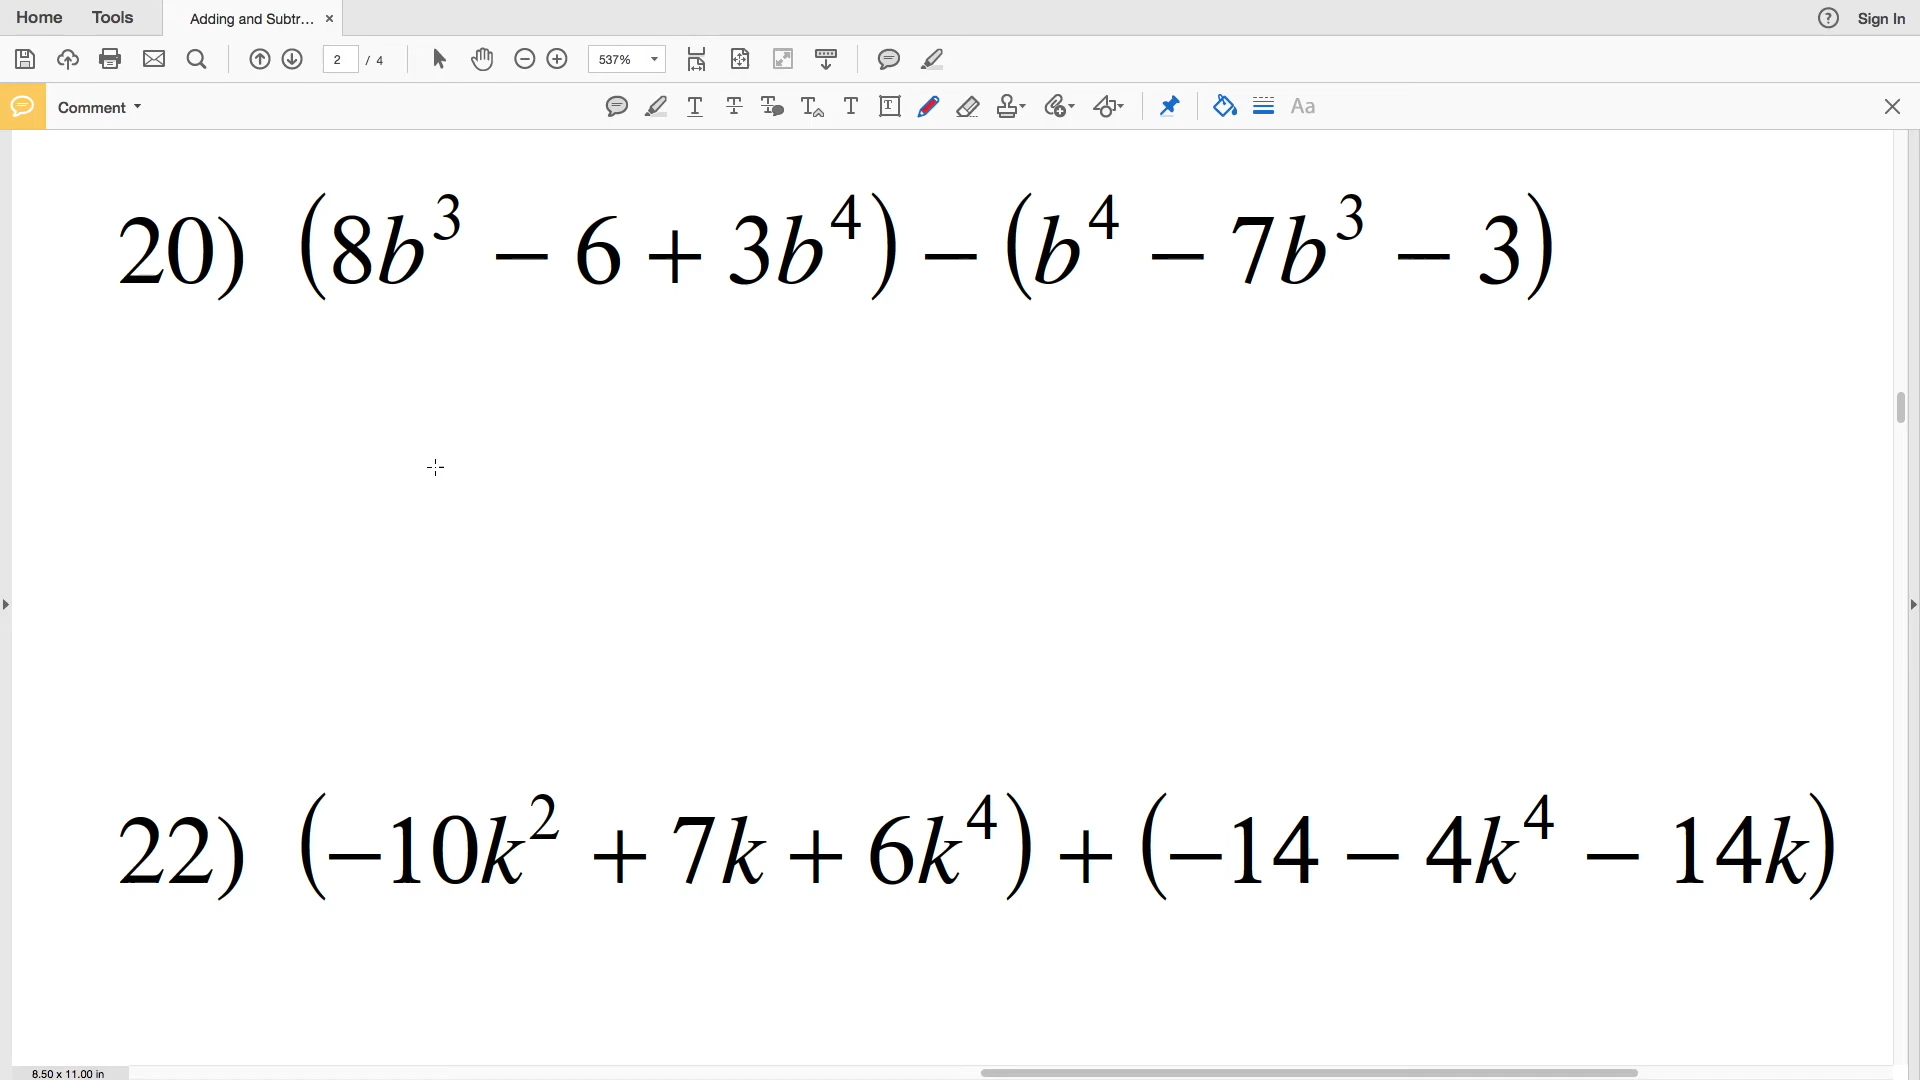 Home Tools Adding and Subtr... × ? Sign In
2 / 4 537%
Comment Aa
20) (8b³ − 6 + 3b⁴) − (b⁴ − 7b³ − 3)
22) (−10k² + 7k + 6k⁴) + (−14 − 4k⁴ − 14k)
8.50 x 11.00 in